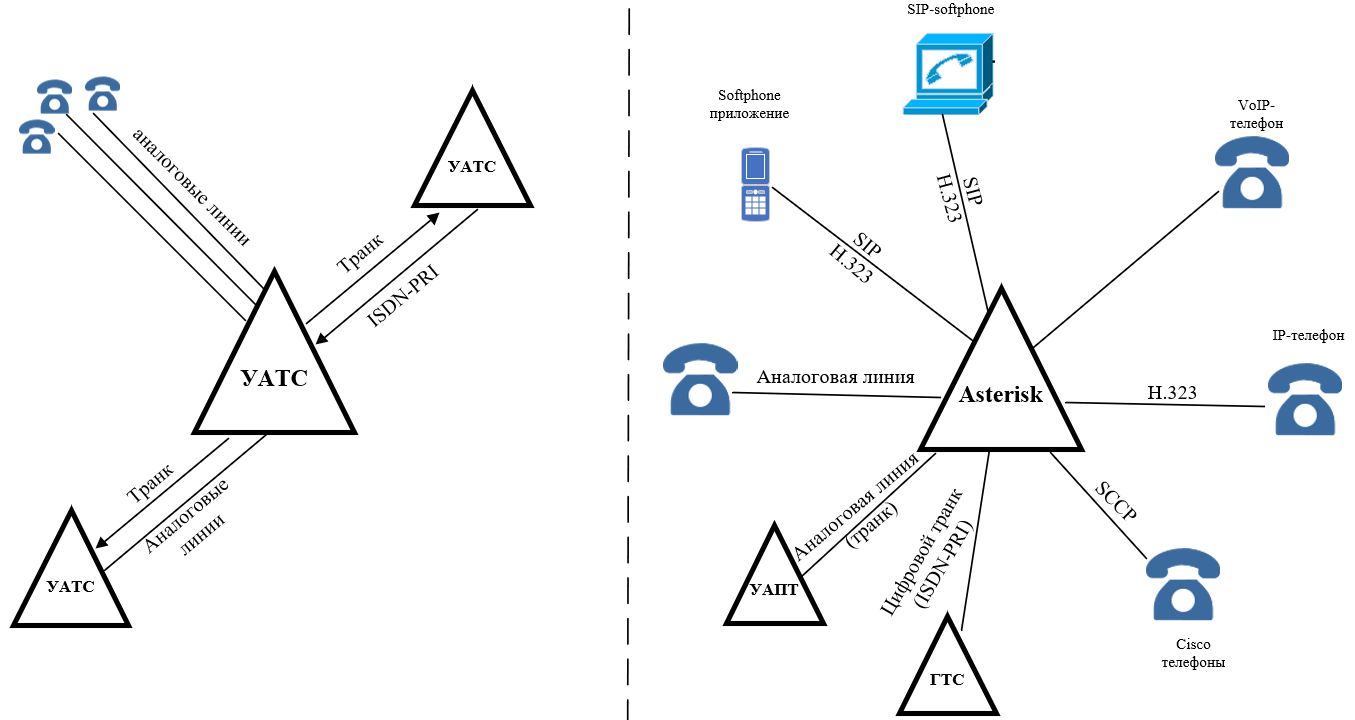 аналоговые линии
УАТС
Транк
ISDN-PRI
УАТС
Транк
Аналоговые
линии
УАТС
SIP-softphone
Softphone
приложение
VoIP-
телефон
SIP
H.323
SIP
H.323
IP-телефон
Аналоговая линия
Asterisk
H.323
Аналоговая линия
(транк)
Цифровой транк
(ISDN-PRI)
SCCP
УАПТ
ГТС
Cisco
телефоны